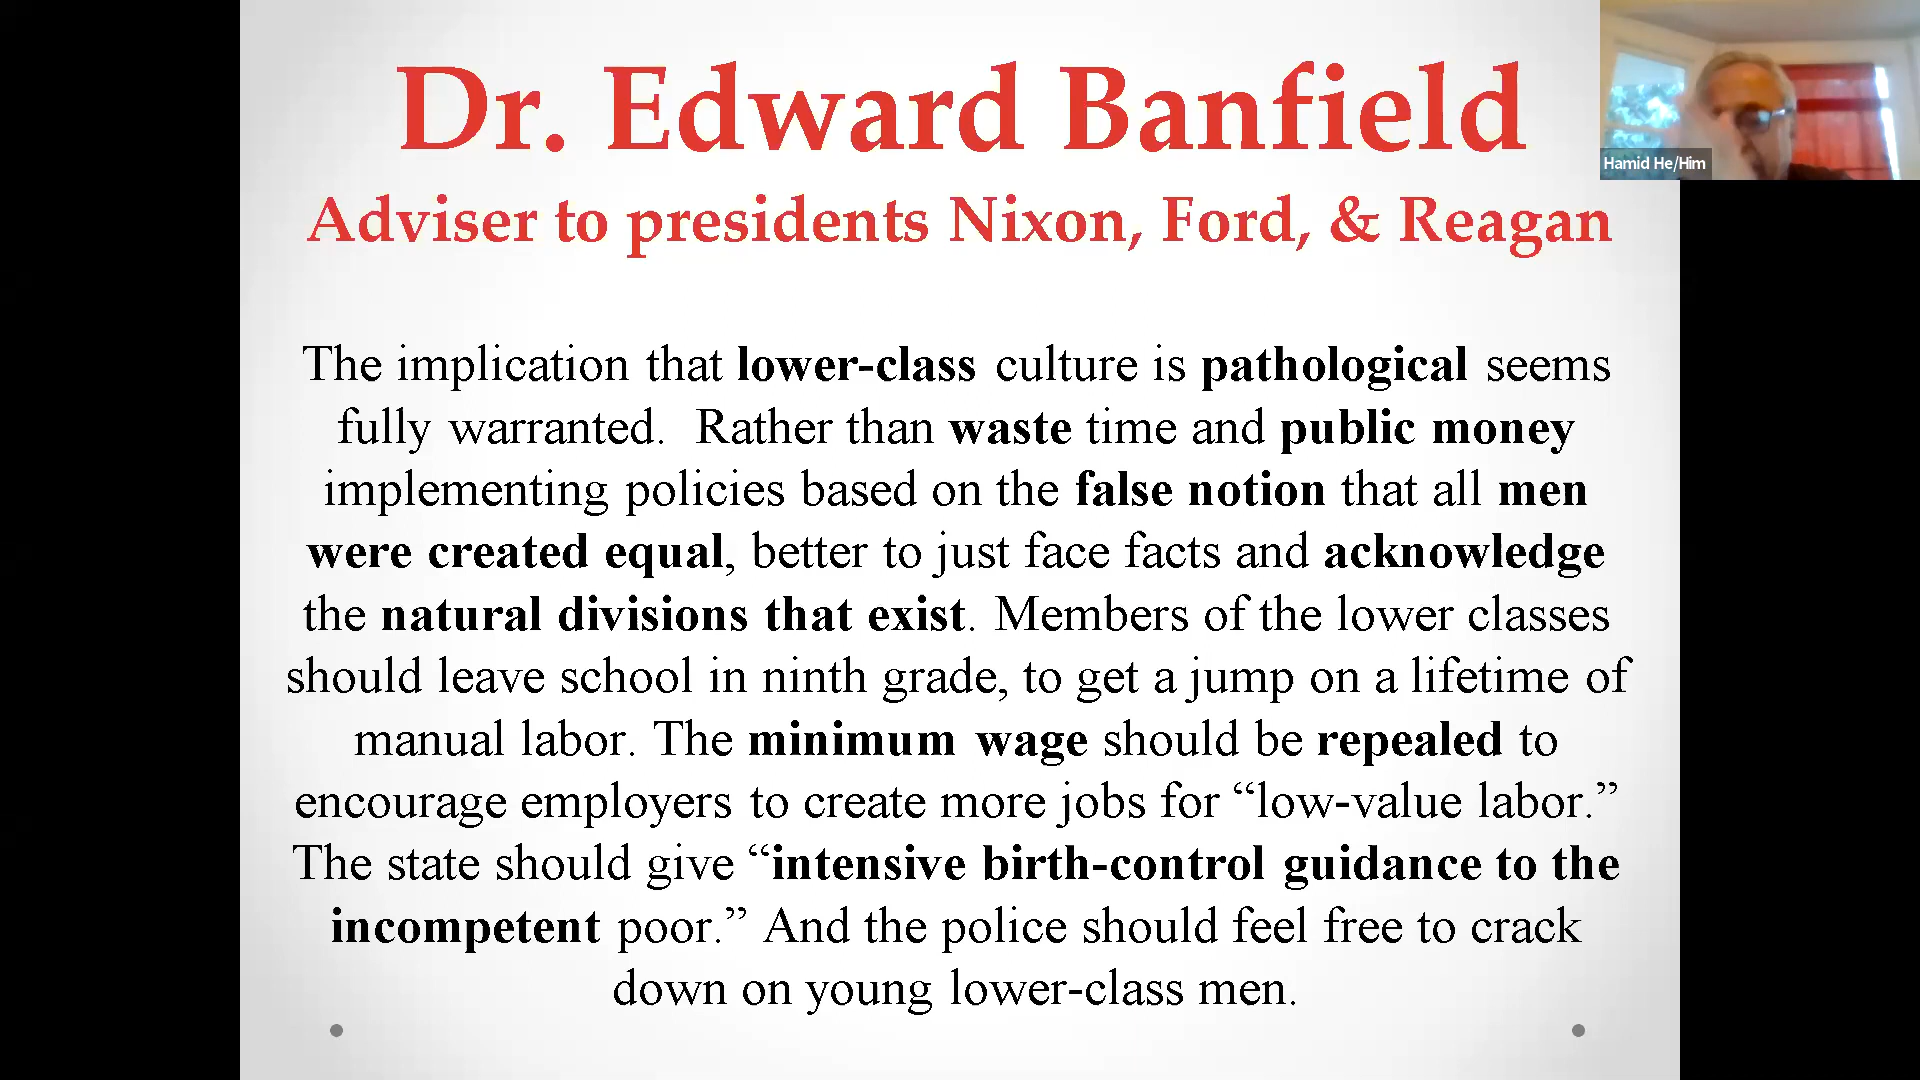 Dr. Edward Banfield
Adviser to presidents Nixon, Ford, & Reagan
Hamid He/Him
The implication that lower-class culture is pathological seems
fully warranted.  Rather than waste time and public money
implementing policies based on the false notion that all men
were created equal, better to just face facts and acknowledge
the natural divisions that exist. Members of the lower classes
should leave school in ninth grade, to get a jump on a lifetime of
manual labor. The minimum wage should be repealed to
encourage employers to create more jobs for “low-value labor.”
The state should give “intensive birth-control guidance to the
incompetent poor.” And the police should feel free to crack
down on young lower-class men.